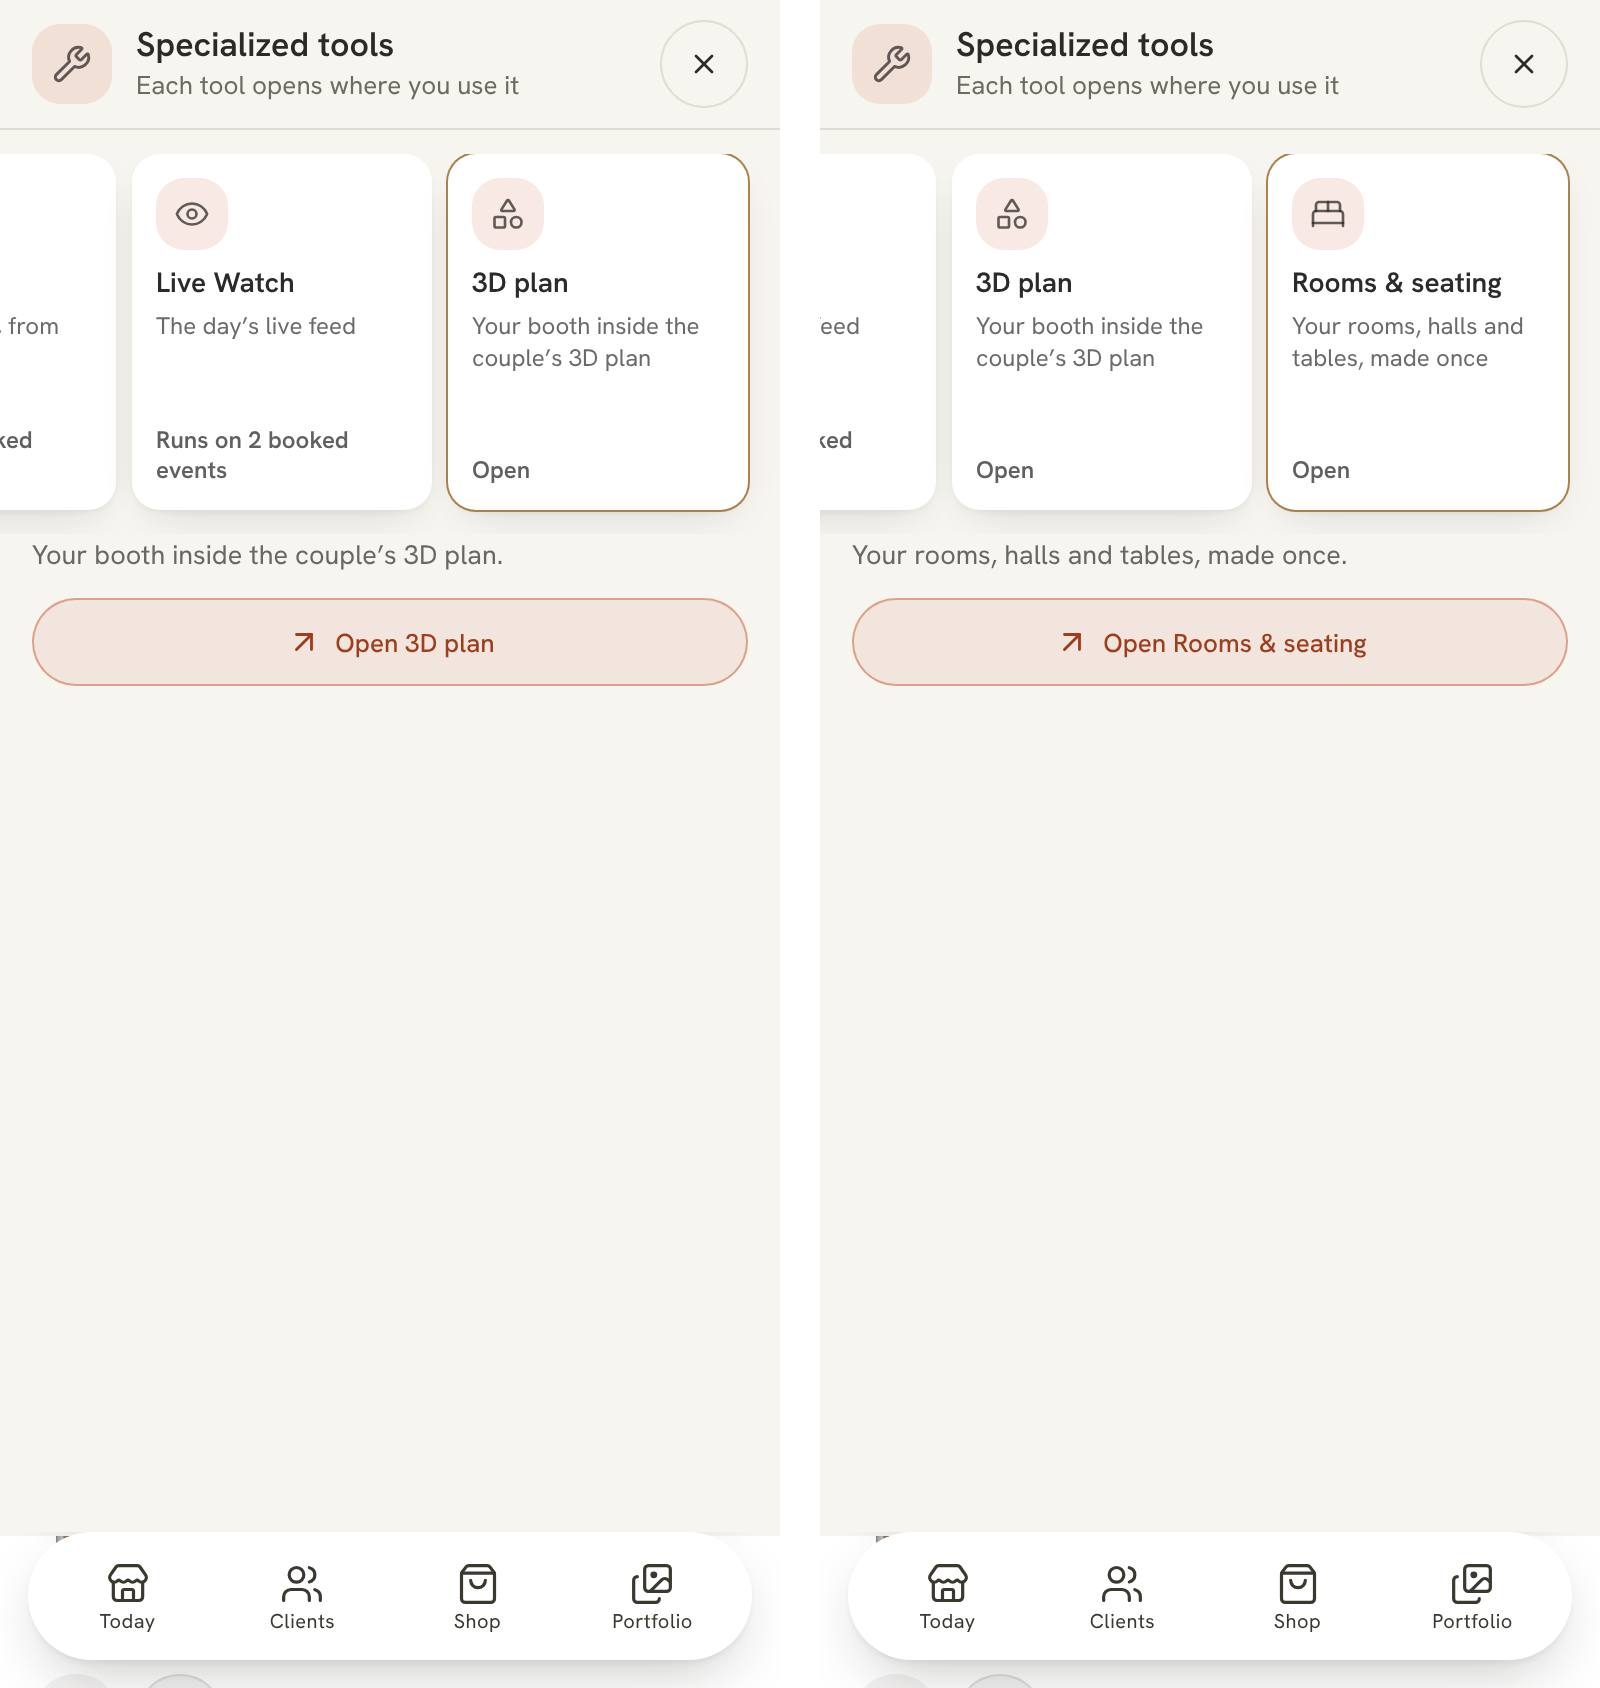 Specialized tools
Each tool opens where you use it
from
Live Watch
The day’s live feed
Runs on 2 booked
events
3D plan
Your booth inside the
couple’s 3D plan
Open
Your booth inside the couple’s 3D plan.
Open 3D plan
Today
Clients
Shop
Portfolio
Specialized tools
Each tool opens where you use it
3D plan
Your booth inside the
couple’s 3D plan
Open
Rooms & seating
Your rooms, halls and
tables, made once
Open
Your rooms, halls and tables, made once.
Open Rooms & seating
Today
Clients
Shop
Portfolio